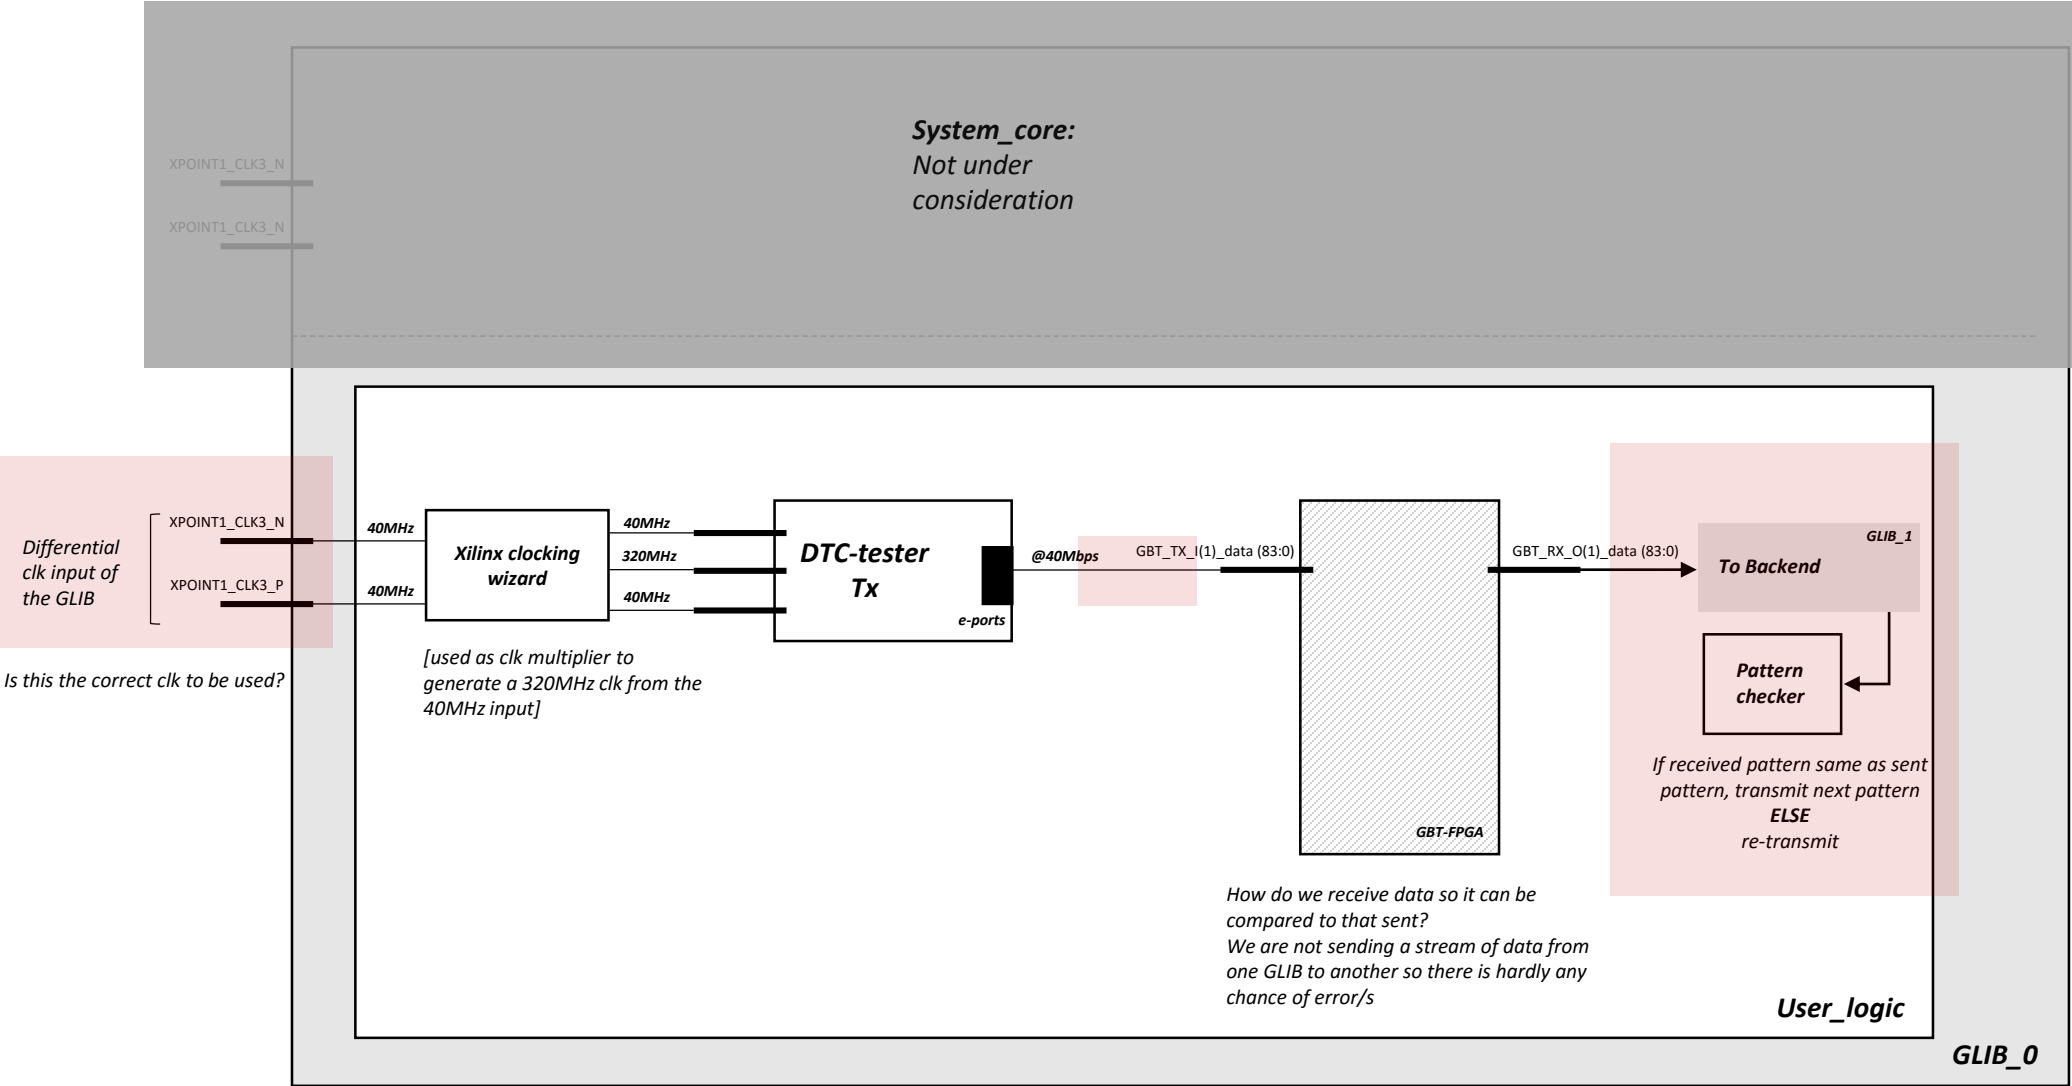 System_core:
Not under
consideration
XPOINT1_CLK3_N
XPOINT1_CLK3_N
Differential
clk input of
the GLIB
XPOINT1_CLK3_N
XPOINT1_CLK3_P
Is this the correct clk to be used?
40MHz
40MHz
Xilinx clocking
wizard
[used as clk multiplier to
generate a 320MHz clk from the
40MHz input]
40MHz
320MHz
40MHz
DTC-tester
Tx
e-ports
@40Mbps
GBT_TX_I(1)_data (83:0)
GBT-FPGA
How do we receive data so it can be
compared to that sent?
We are not sending a stream of data from
one GLIB to another so there is hardly any
chance of error/s
GBT_RX_O(1)_data (83:0)
GLIB_1
To Backend
Pattern
checker
If received pattern same as sent
pattern, transmit next pattern
ELSE
re-transmit
User_logic
GLIB_0